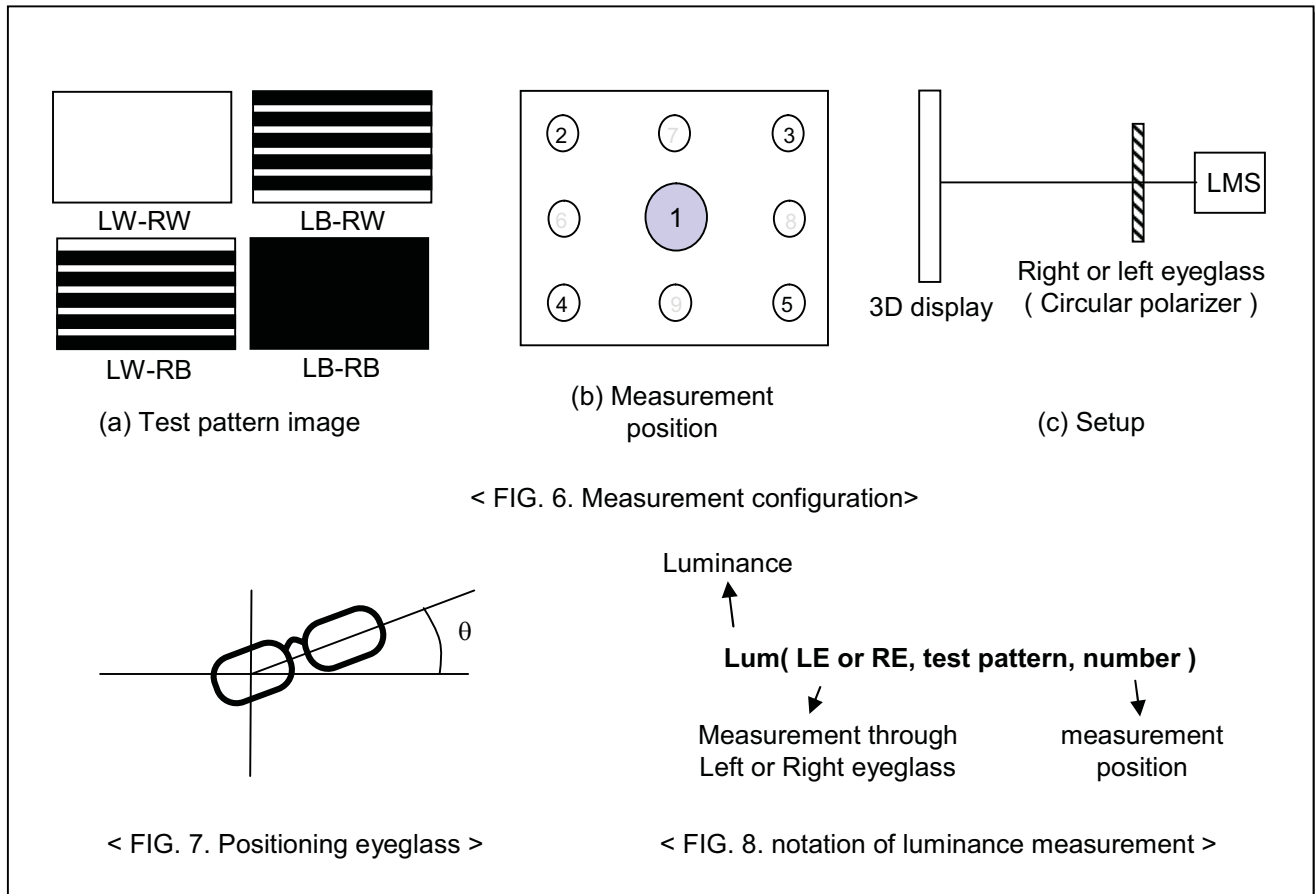 LW-RW
LB-RW
LW-RB
LB-RB
(a) Test pattern image
2
7
3
6
1
8
4
9
5
(b) Measurement
position
LMS
Right or left eyeglass
( Circular polarizer )
3D display
(c) Setup
< FIG. 6. Measurement configuration>
θ
< FIG. 7. Positioning eyeglass >
Luminance
Lum( LE or RE, test pattern, number )
Measurement through
Left or Right eyeglass
measurement
position
< FIG. 8. notation of luminance measurement >